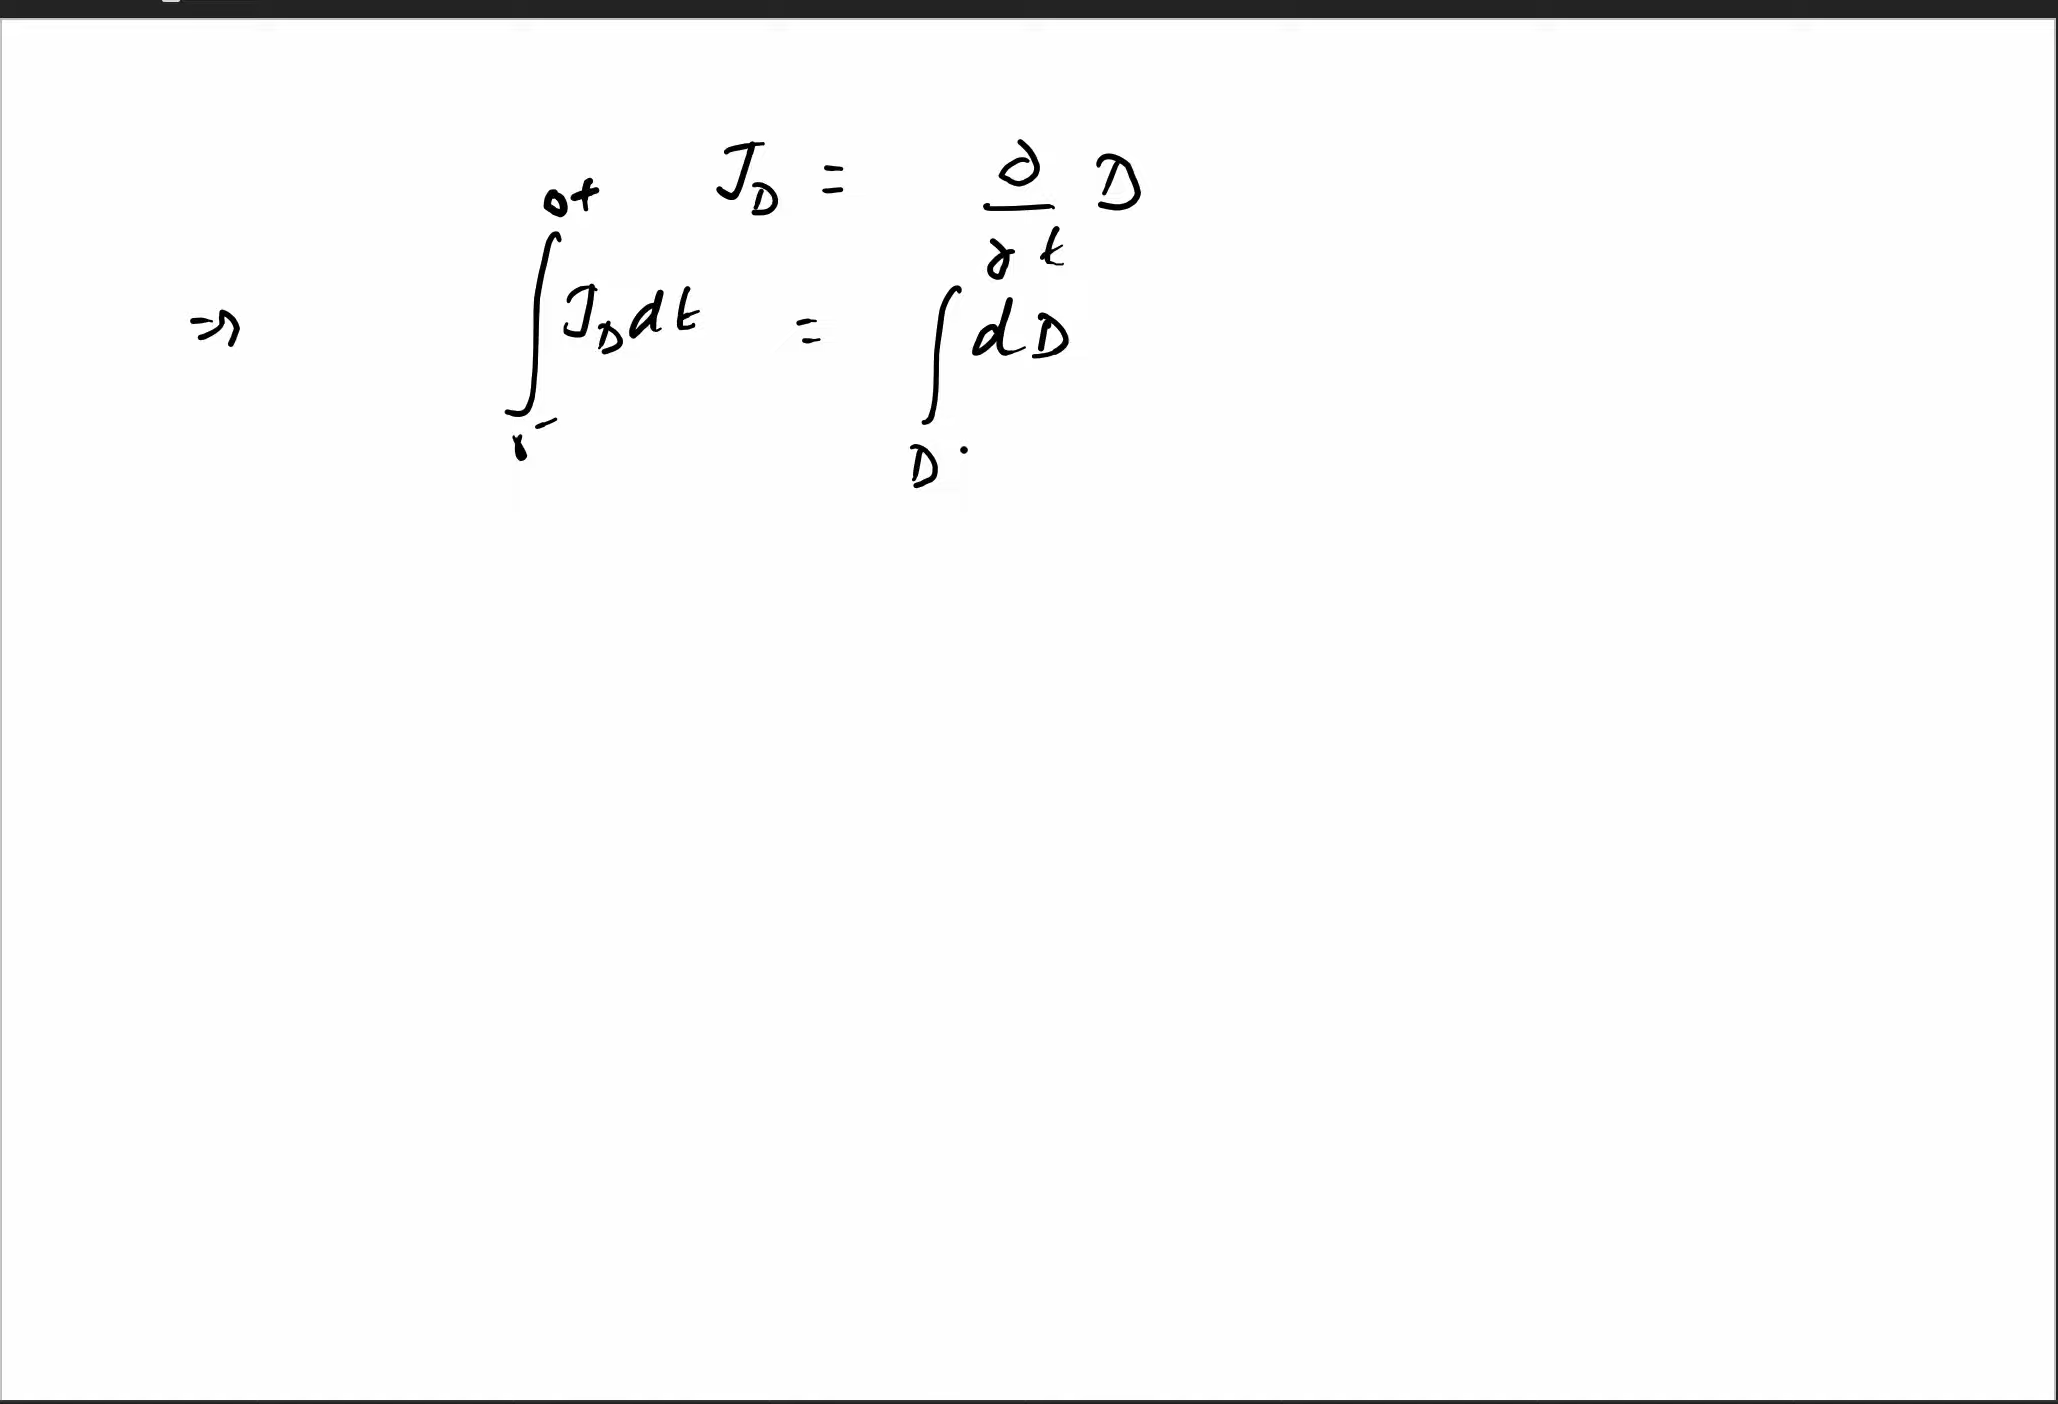 J_D = ∂/∂t D
⇒ ∫_{0^-}^{0^+} J_D dt = ∫_{D} dD